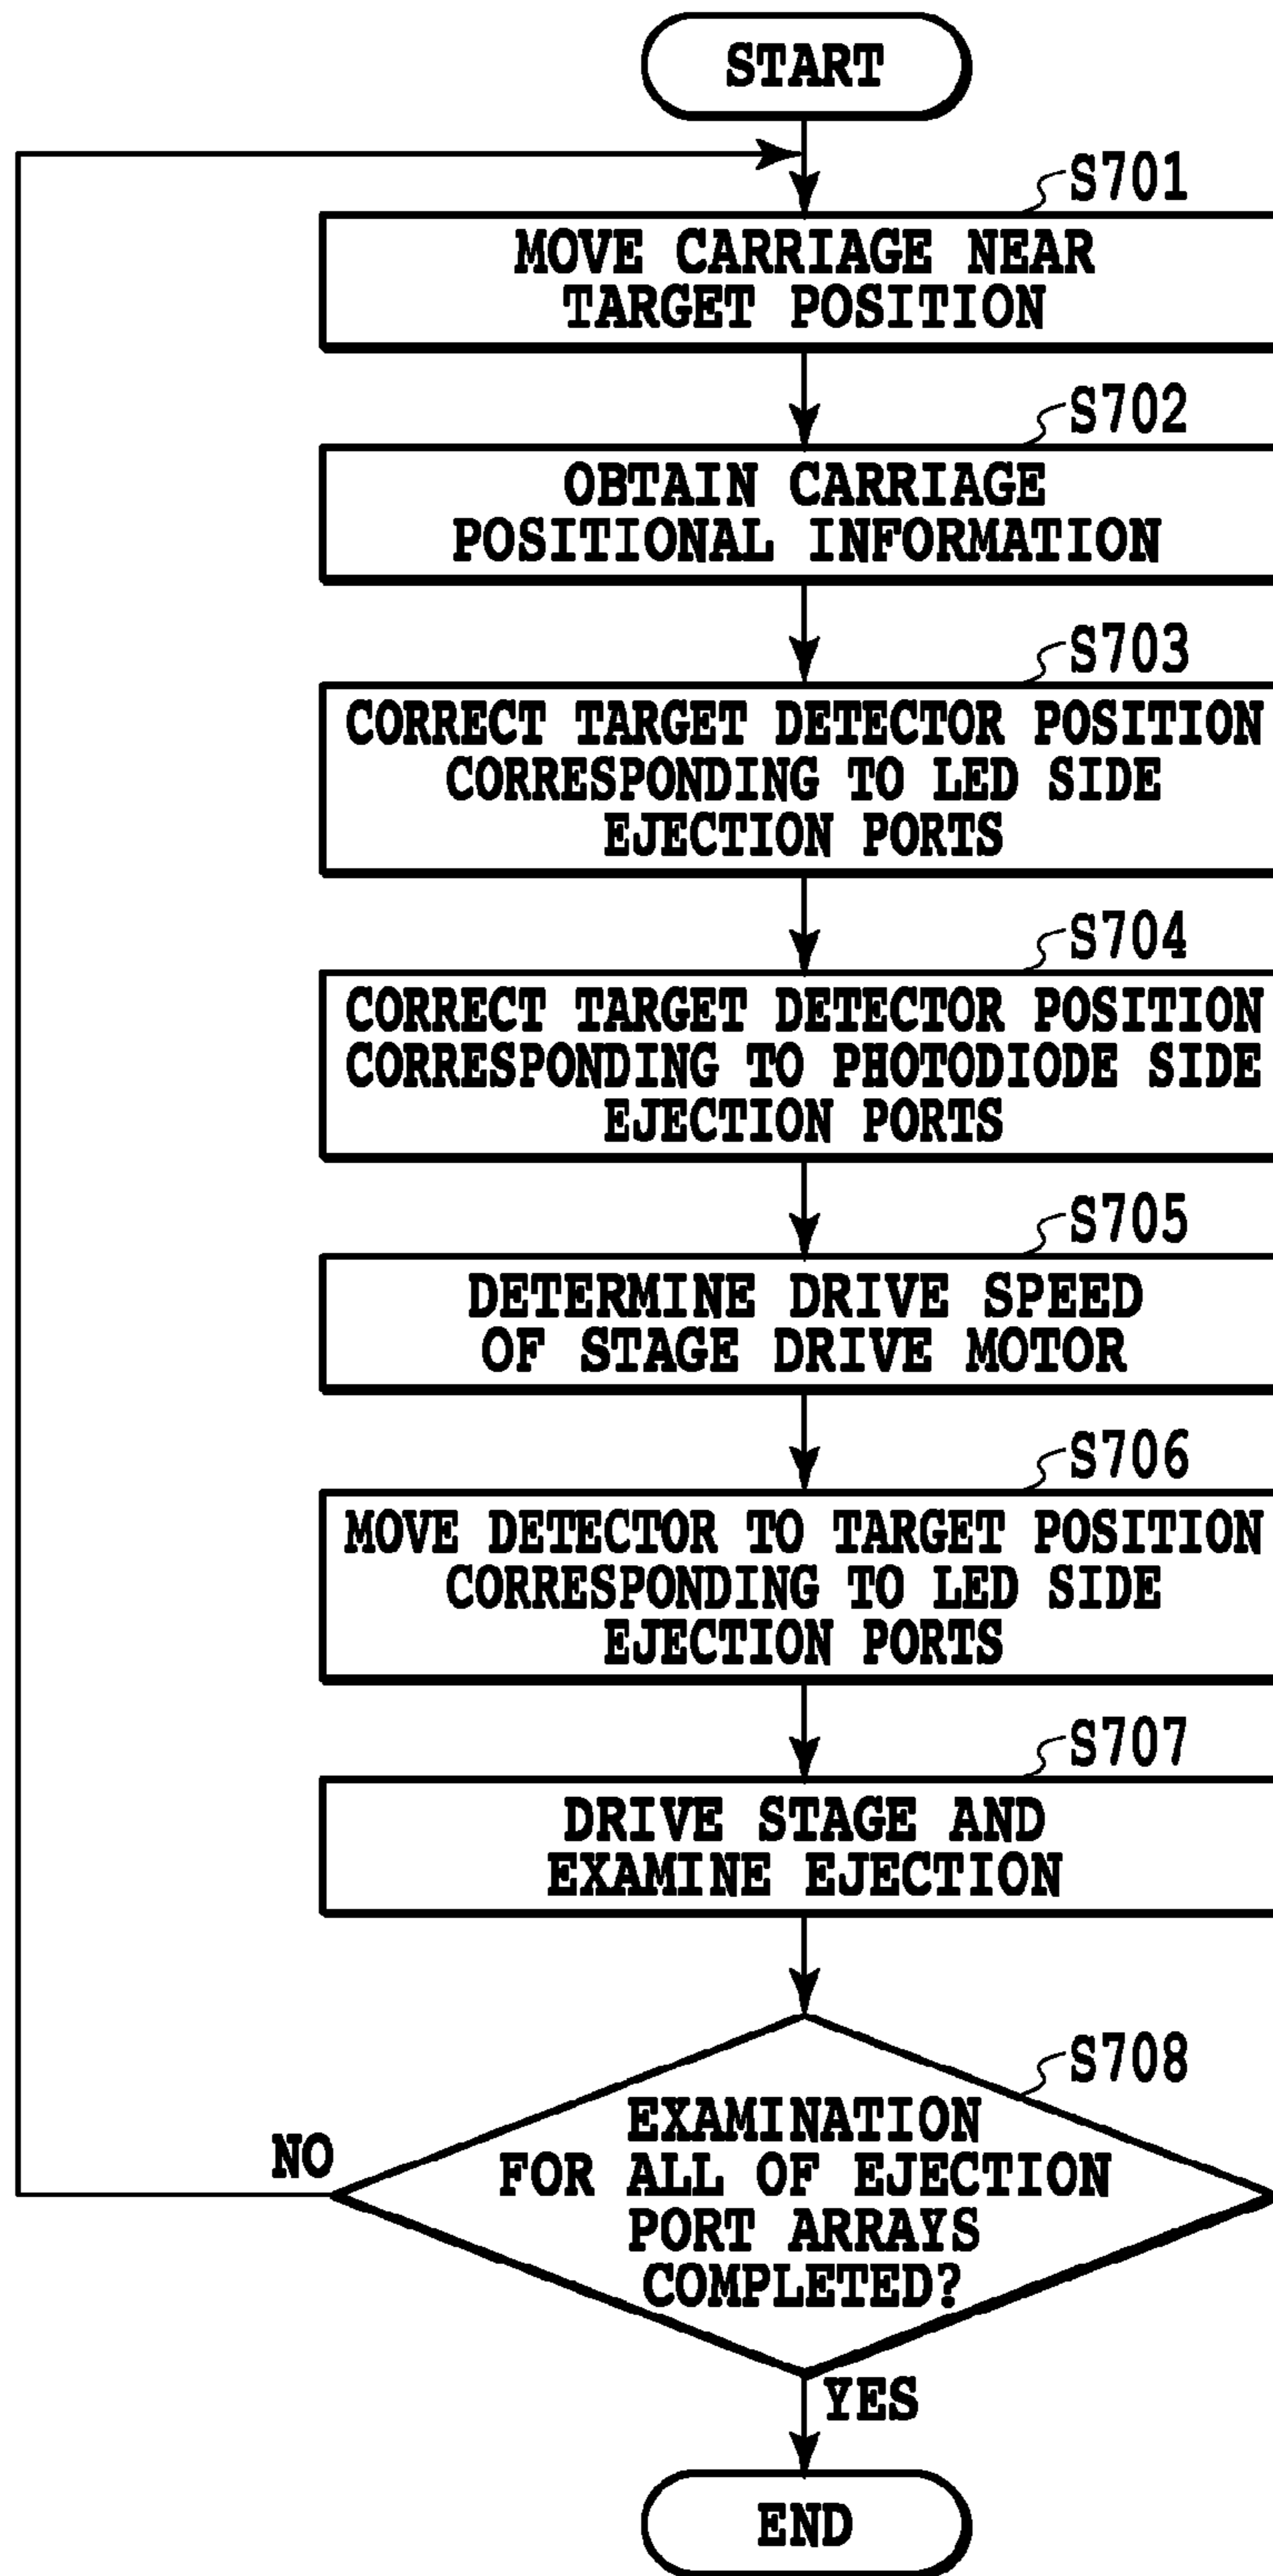 START
S701
MOVE CARRIAGE NEAR
TARGET POSITION
S702
OBTAIN CARRIAGE
POSITIONAL INFORMATION
S703
CORRECT TARGET DETECTOR POSITION
CORRESPONDING TO LED SIDE
EJECTION PORTS
S704
CORRECT TARGET DETECTOR POSITION
CORRESPONDING TO PHOTODIODE SIDE
EJECTION PORTS
S705
DETERMINE DRIVE SPEED
OF STAGE DRIVE MOTOR
S706
MOVE DETECTOR TO TARGET POSITION
CORRESPONDING TO LED SIDE
EJECTION PORTS
S707
DRIVE STAGE AND
EXAMINE EJECTION
S708
EXAMINATION
FOR ALL OF EJECTION
PORT ARRAYS
COMPLETED?
NO
YES
END